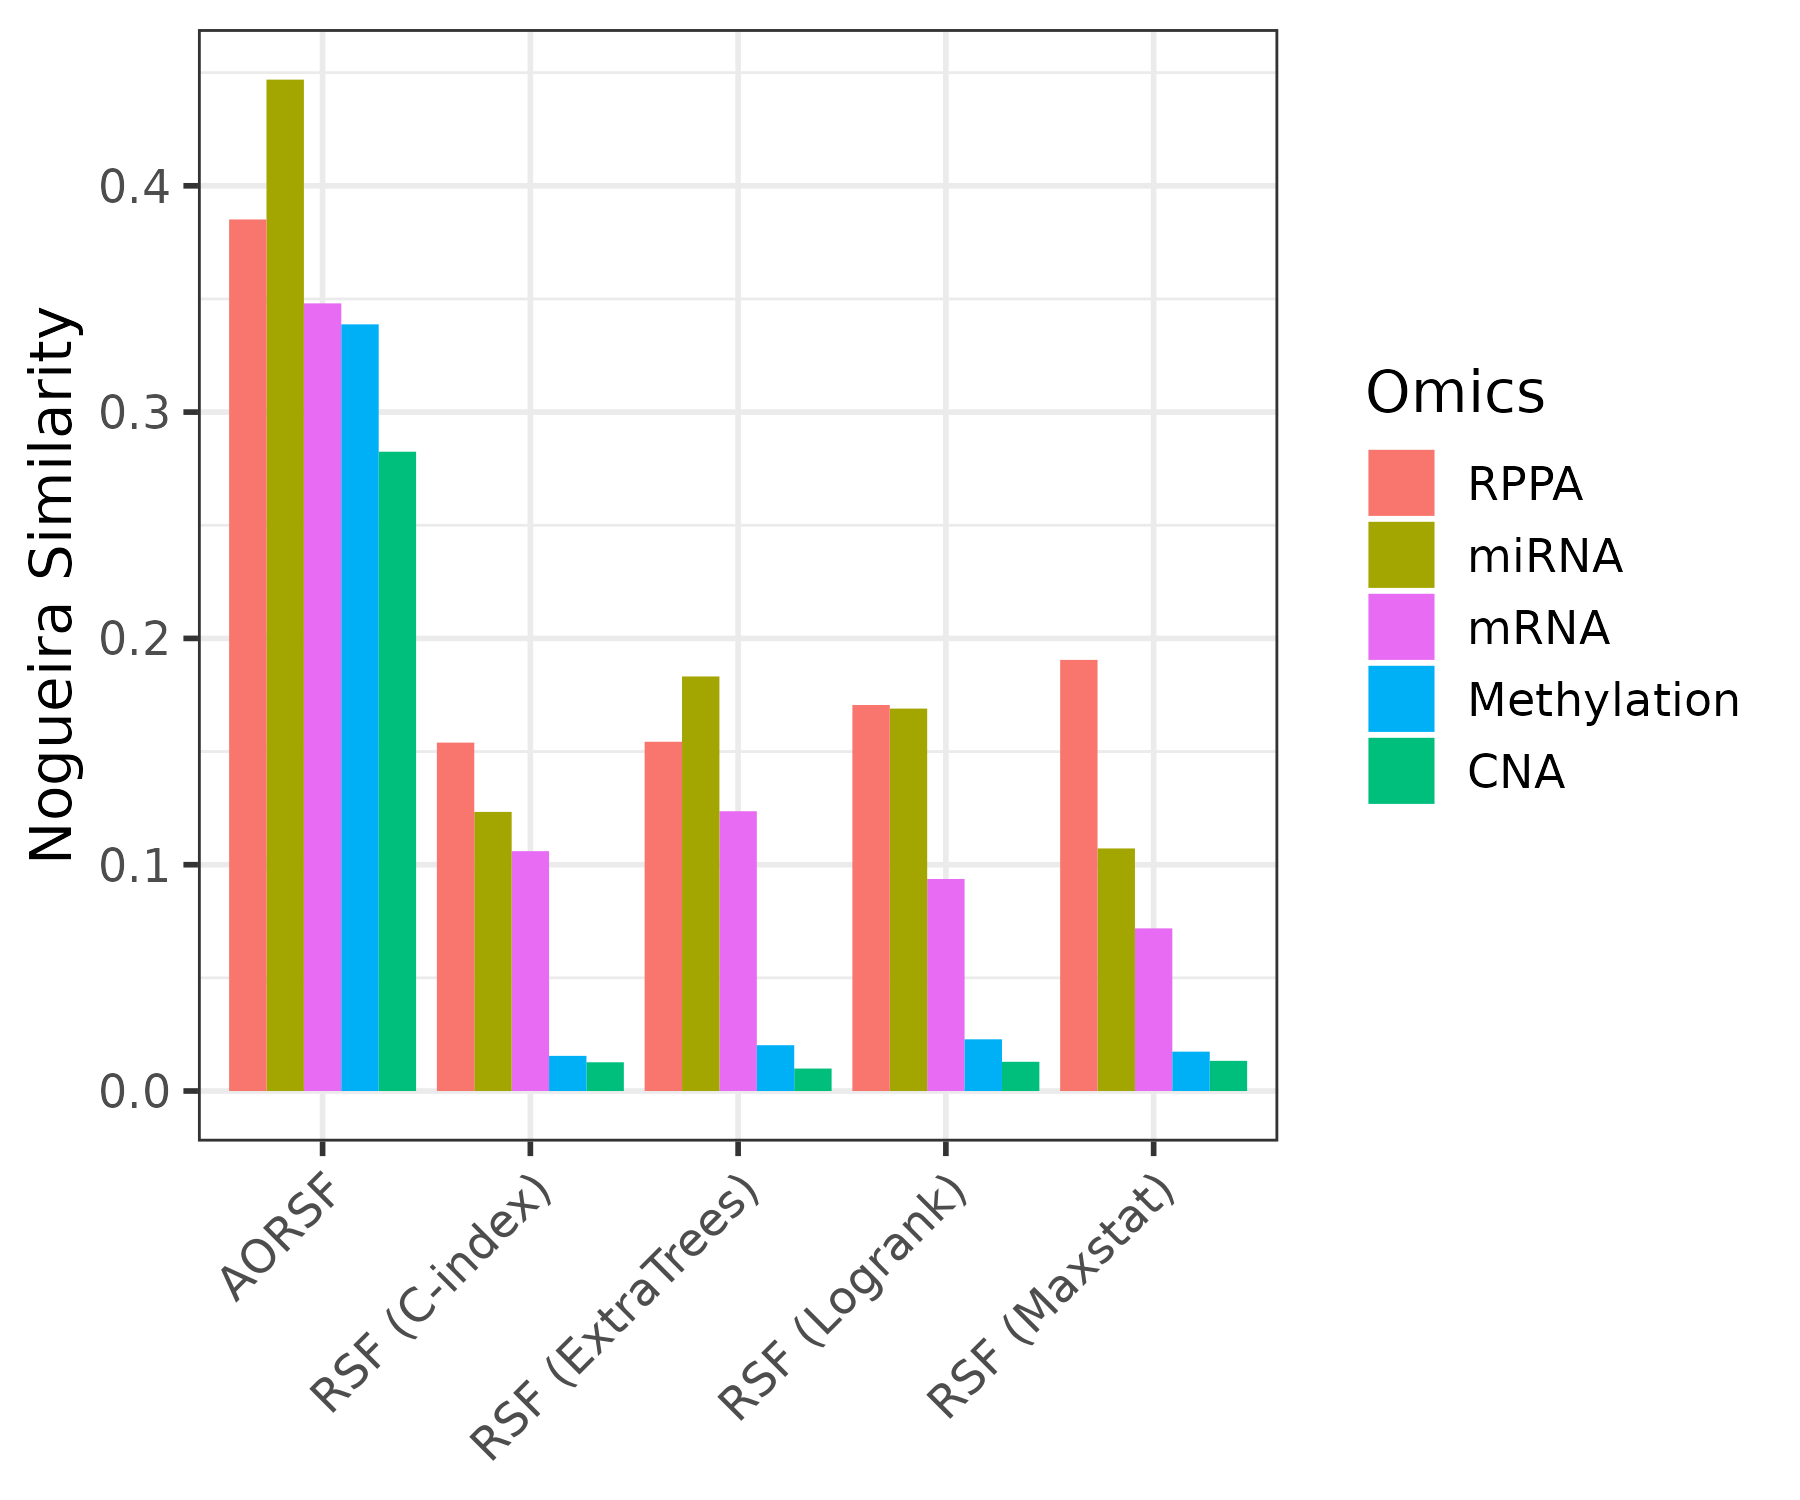 Nogueira Similarity
0.4
0.3
0.2
0.1
0.0
AORSF
RSF (C-index)
RSF (ExtraTrees)
RSF (Logrank)
RSF (Maxstat)
Omics
RPPA
miRNA
mRNA
Methylation
CNA